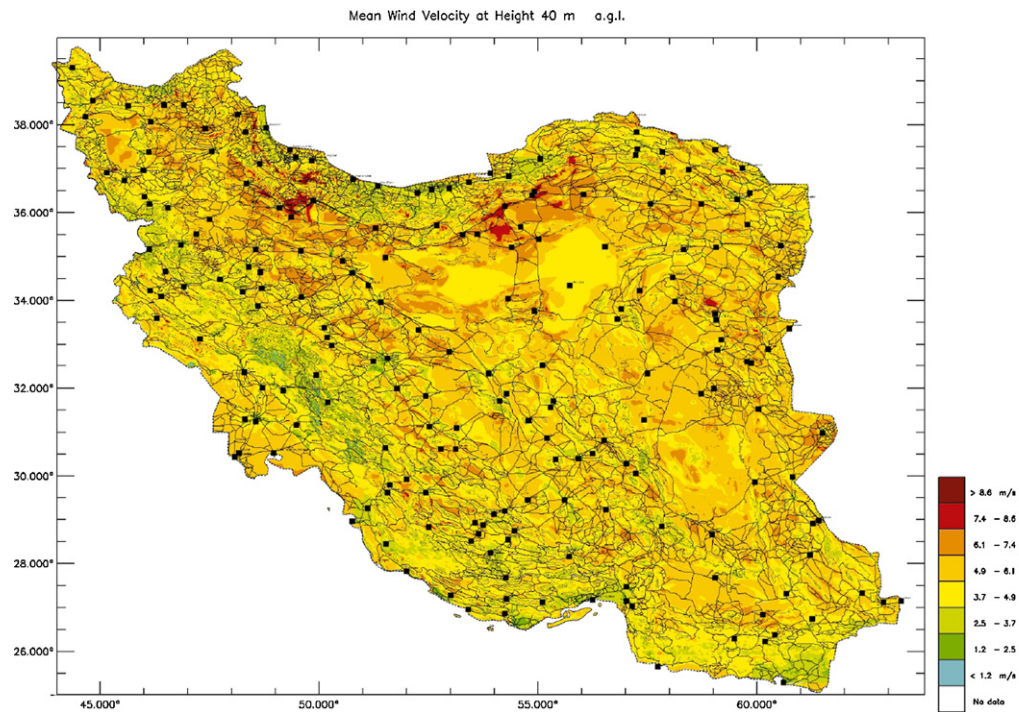 Mean Wind Velocity at Height 40 m a.g.l.
38.000°
36.000°
34.000°
32.000°
30.000°
28.000°
26.000°
45.000°
50.000°
55.000°
60.000°
> 8.6 m/s
7.4 - 8.6
6.1 - 7.4
4.9 - 6.1
3.7 - 4.9
2.5 - 3.7
1.2 - 2.5
< 1.2 m/s
No data